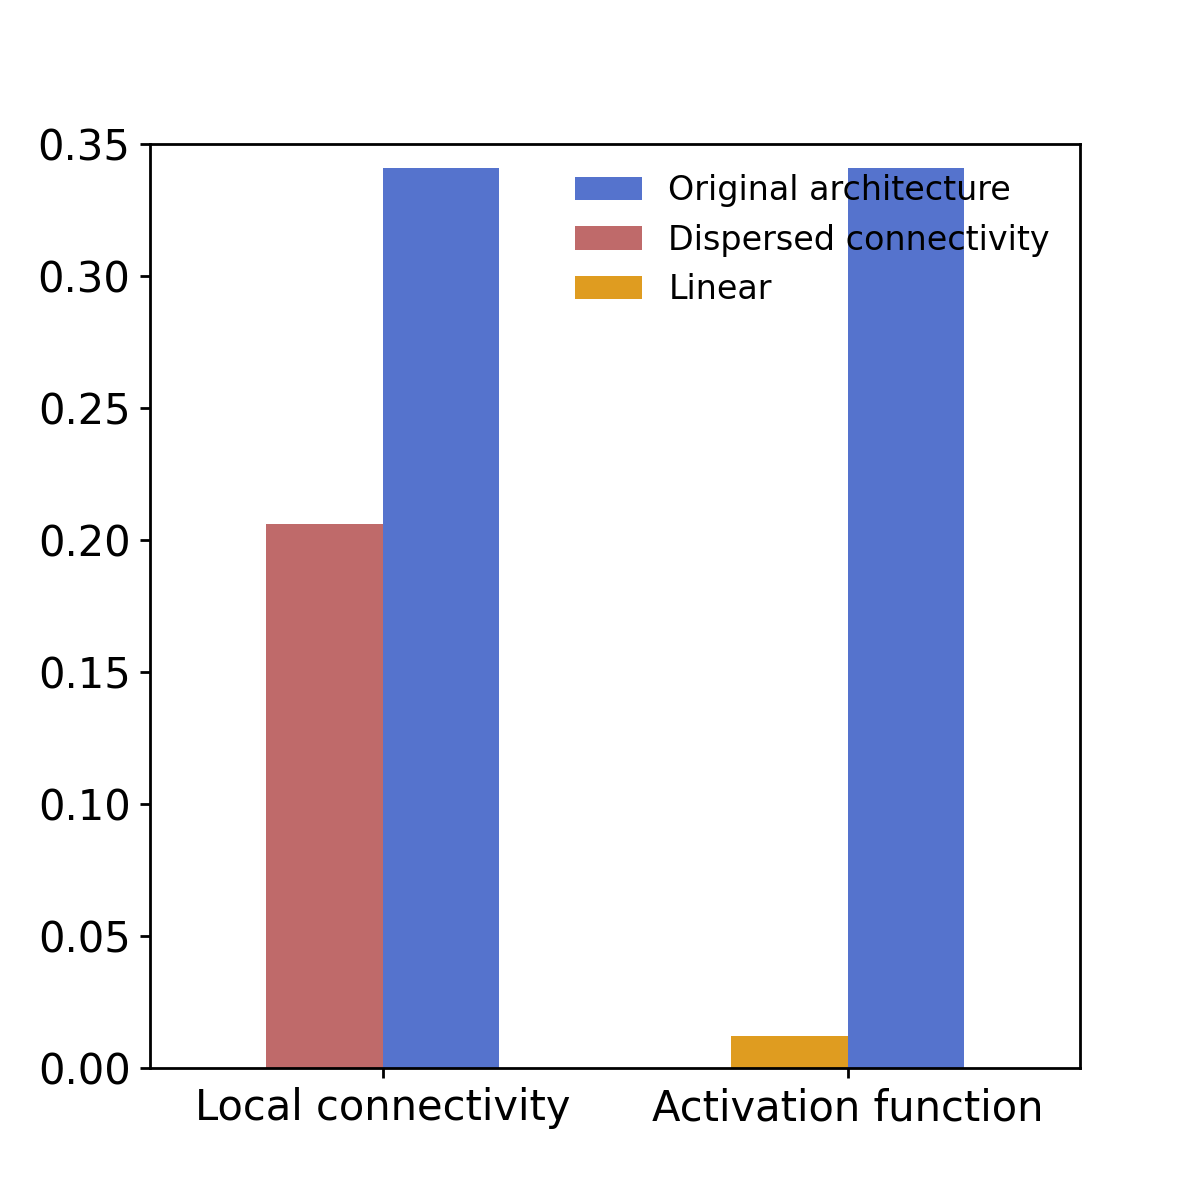 0.35
0.30
0.25
0.20
0.15
0.10
0.05
0.00
Original architecture
Dispersed connectivity
Linear
Local connectivity
Activation function